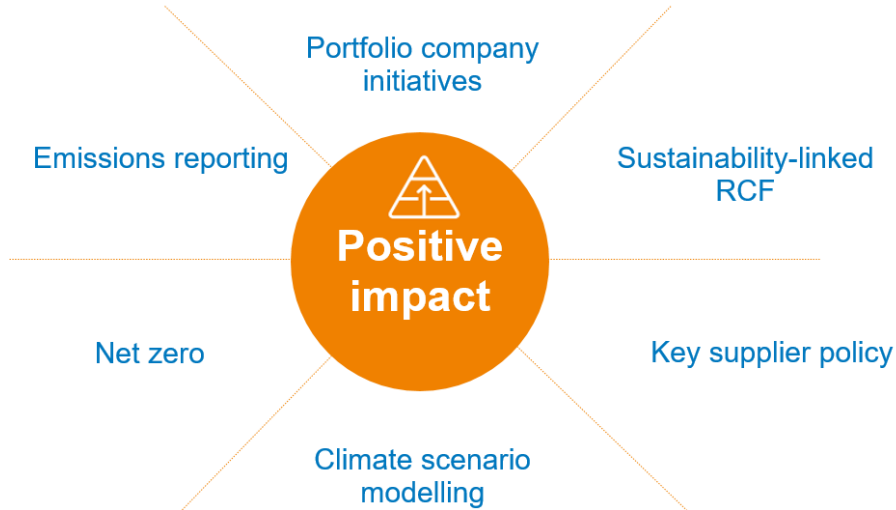 Portfolio company
initiatives
Emissions reporting
Sustainability-linked
RCF
Positive
impact
Net zero
Key supplier policy
Climate scenario
modelling